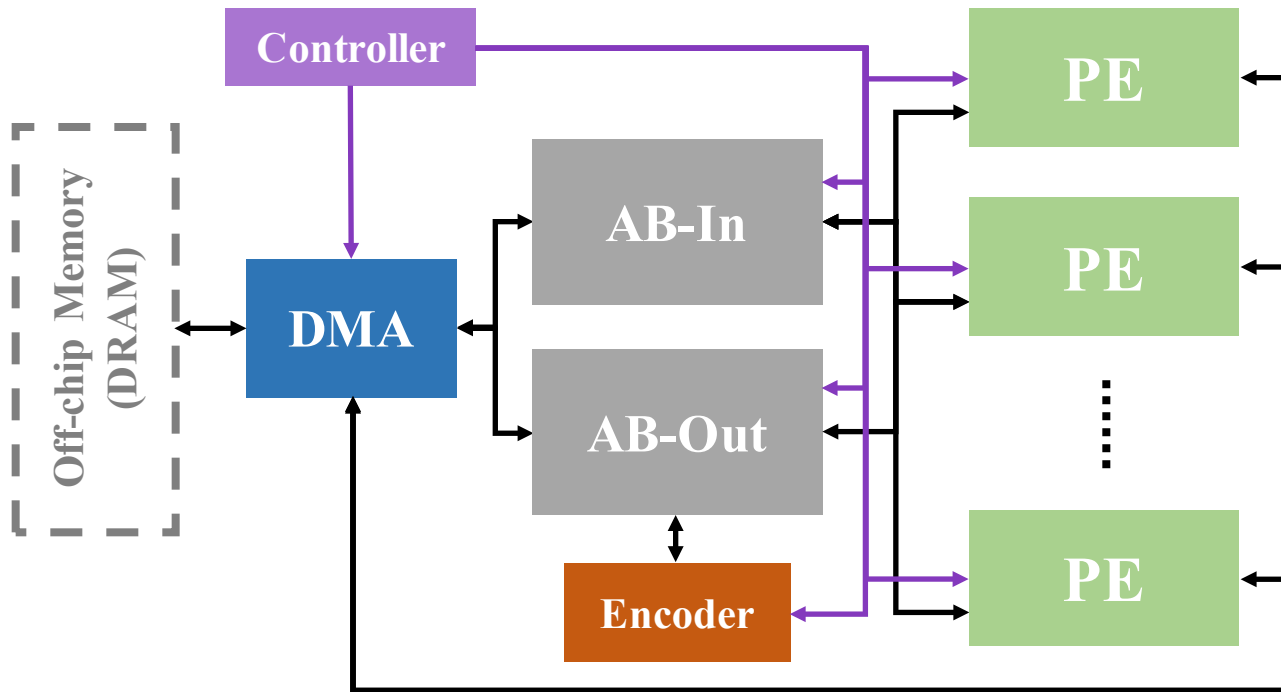 Controller
PE
Off-chip Memory
(DRAM)
AB-In
PE
DMA
AB-Out
PE
Encoder